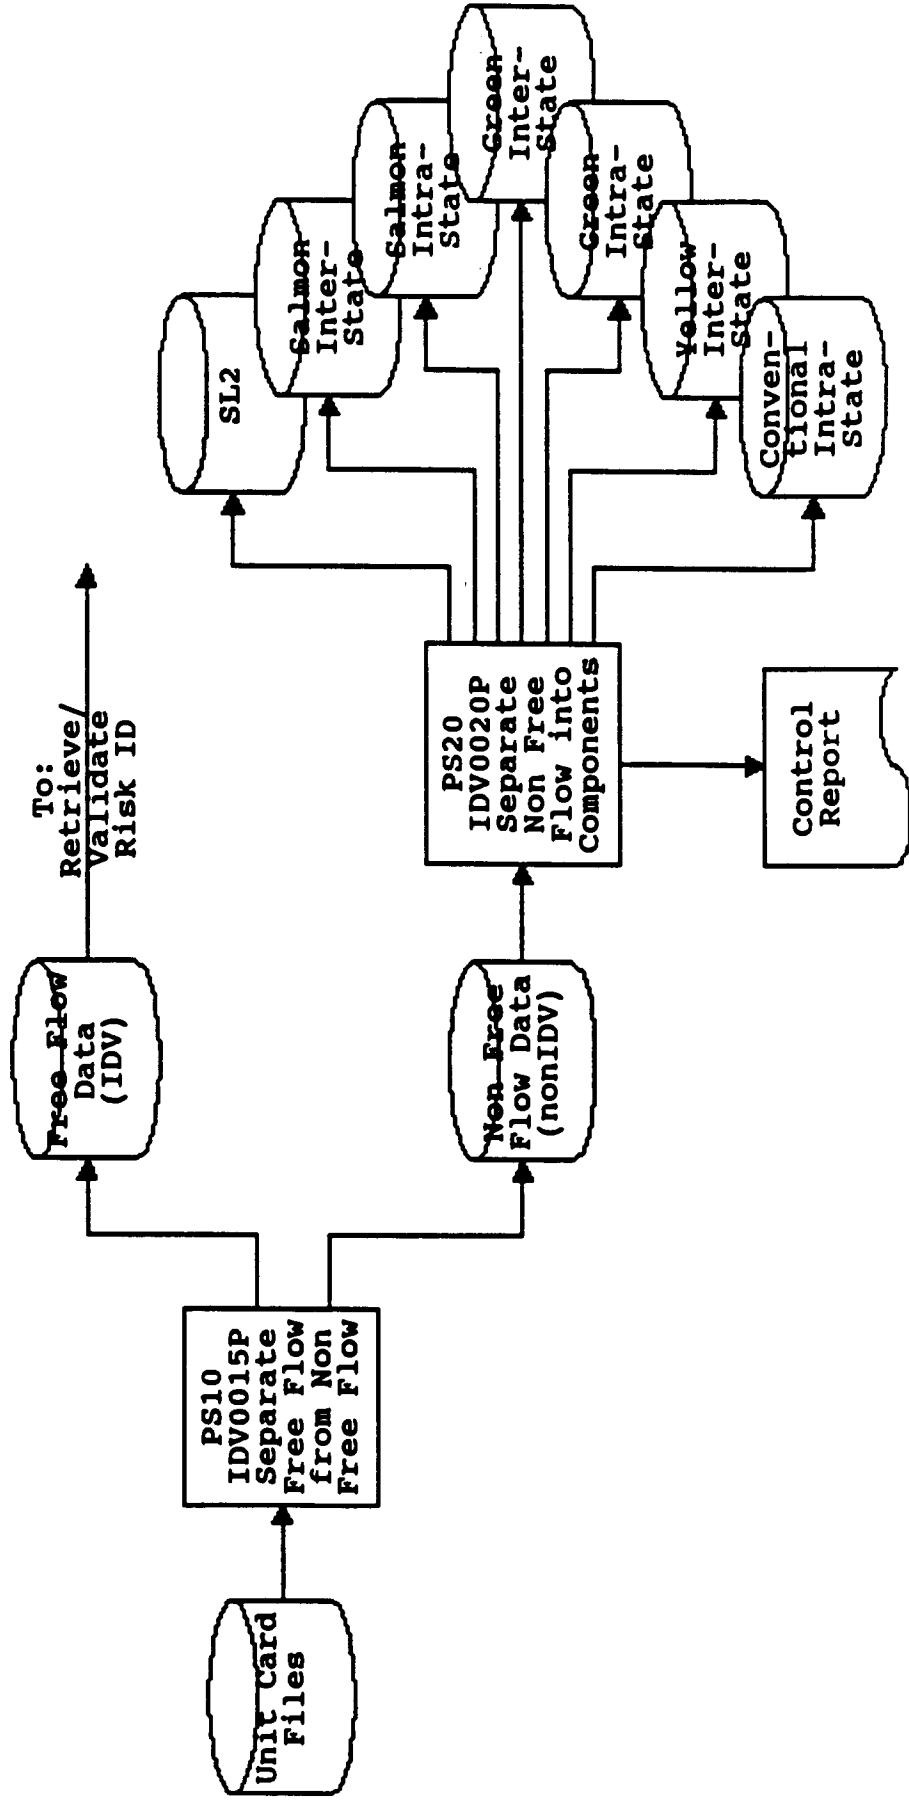 Unit Card
Files
PS10
IDV0015P
Separate
Free Flow
from Non
Free Flow
Free Flow
Data
(IDV)
To:
Retrieve/
Validate
Risk ID
Non Free
Flow Data
(nonIDV)
PS20
IDV0020P
Separate
Non Free
Flow into
Components
Control
Report
SL2
Salmon
Inter-
State
Salmon
Intra-
State
Green
Inter-
State
Green
Intra-
State
Yellow
Inter-
State
Conven-
tional
Intra-
State